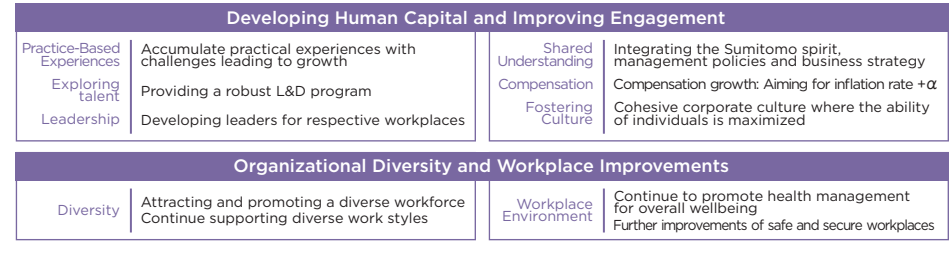 Developing Human Capital and Improving Engagement
Practice-Based
Experiences
Accumulate practical experiences with
challenges leading to growth
Exploring
talent
Providing a robust L&D program
Leadership
Developing leaders for respective workplaces
Shared
Understanding
Integrating the Sumitomo spirit,
management policies and business strategy
Compensation
Compensation growth: Aiming for inflation rate +α
Fostering
Culture
Cohesive corporate culture where the ability
of individuals is maximized
Organizational Diversity and Workplace Improvements
Diversity
Attracting and promoting a diverse workforce
Continue supporting diverse work styles
Workplace
Environment
Continue to promote health management
for overall wellbeing
Further improvements of safe and secure workplaces